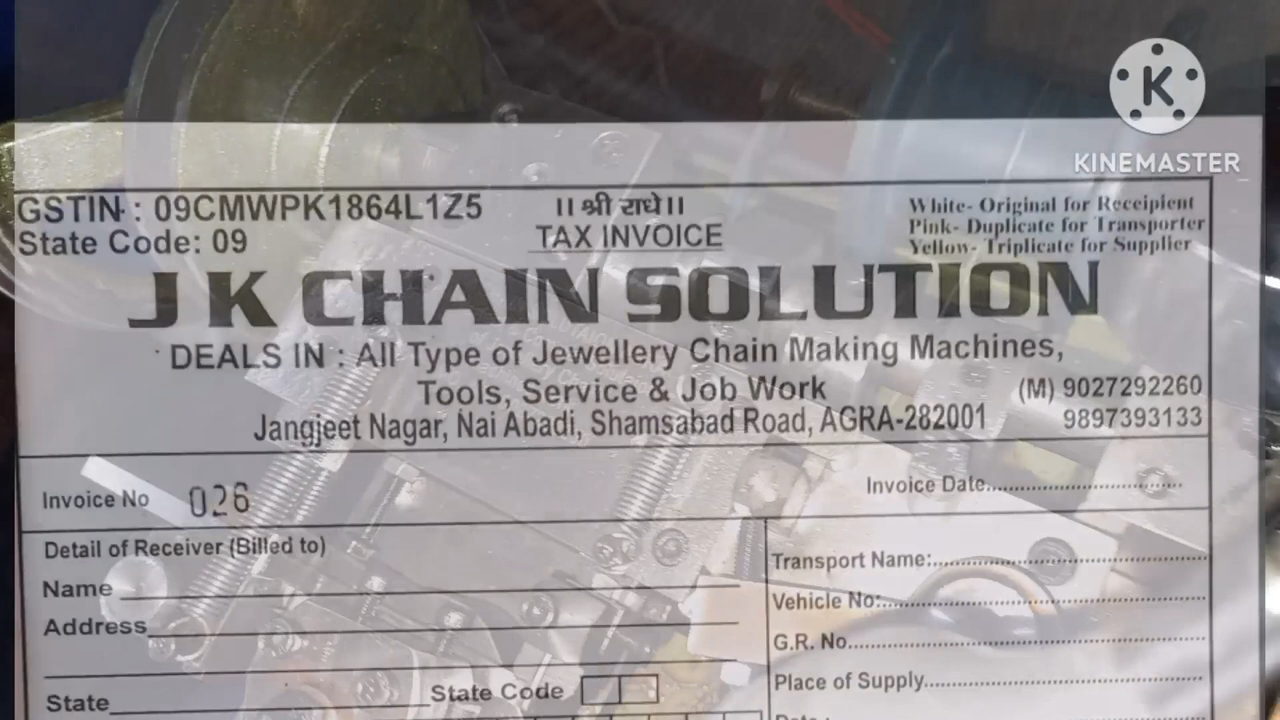 K
KINEMASTER
GSTIN : 09CMWPK1864L1Z5
।। श्री राधे ।।
White- Original for Receipient
State Code: 09
TAX INVOICE
Pink- Duplicate for Transporter
Yellow- Triplicate for Supplier
J K CHAIN SOLUTION
DEALS IN : All Type of Jewellery Chain Making Machines,
Tools, Service & Job Work
(M) 9027292260
Jangjeet Nagar, Nai Abadi, Shamsabad Road, AGRA-282001
9897393133
Invoice No 026
Invoice Date
Detail of Receiver (Billed to)
Name
Address
State
State Code
Transport Name:
Vehicle No:
G.R. No.
Place of Supply